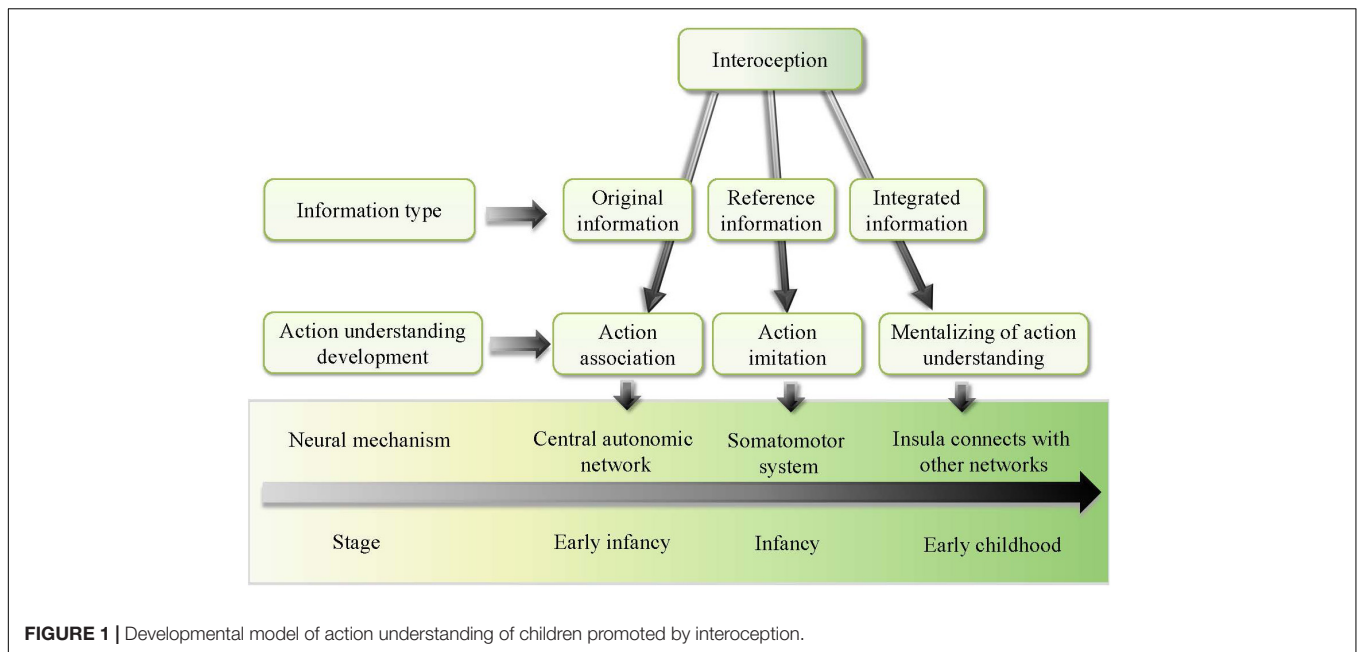 Interoception
Information type
Original
information
Reference
information
Integrated
information
Action understanding
development
Action
association
Action
imitation
Mentalizing of action
understanding
Neural mechanism
Central autonomic
network
Somatomotor
system
Insula connects with
other networks
Stage
Early infancy
Infancy
Early childhood
FIGURE 1 | Developmental model of action understanding of children promoted by interoception.